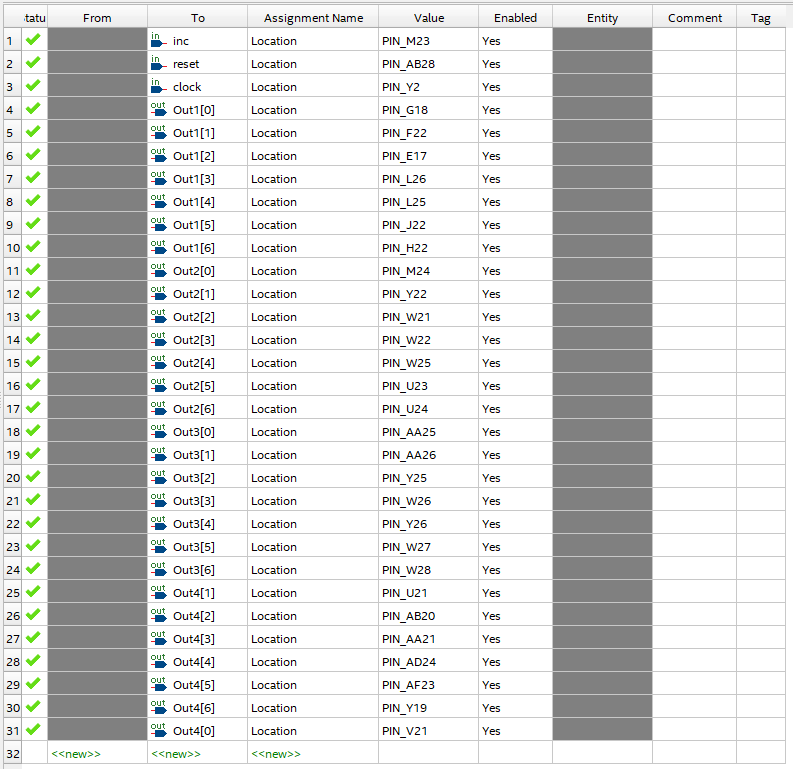 tatu From To Assignment Name Value Enabled Entity Comment Tag
1 in inc Location PIN_M23 Yes
2 in reset Location PIN_AB28 Yes
3 in clock Location PIN_Y2 Yes
4 out Out1[0] Location PIN_G18 Yes
5 out Out1[1] Location PIN_F22 Yes
6 out Out1[2] Location PIN_E17 Yes
7 out Out1[3] Location PIN_L26 Yes
8 out Out1[4] Location PIN_L25 Yes
9 out Out1[5] Location PIN_J22 Yes
10 out Out1[6] Location PIN_H22 Yes
11 out Out2[0] Location PIN_M24 Yes
12 out Out2[1] Location PIN_Y22 Yes
13 out Out2[2] Location PIN_W21 Yes
14 out Out2[3] Location PIN_W22 Yes
15 out Out2[4] Location PIN_W25 Yes
16 out Out2[5] Location PIN_U23 Yes
17 out Out2[6] Location PIN_U24 Yes
18 out Out3[0] Location PIN_AA25 Yes
19 out Out3[1] Location PIN_AA26 Yes
20 out Out3[2] Location PIN_Y25 Yes
21 out Out3[3] Location PIN_W26 Yes
22 out Out3[4] Location PIN_Y26 Yes
23 out Out3[5] Location PIN_W27 Yes
24 out Out3[6] Location PIN_W28 Yes
25 out Out4[1] Location PIN_U21 Yes
26 out Out4[2] Location PIN_AB20 Yes
27 out Out4[3] Location PIN_AA21 Yes
28 out Out4[4] Location PIN_AD24 Yes
29 out Out4[5] Location PIN_AF23 Yes
30 out Out4[6] Location PIN_Y19 Yes
31 out Out4[0] Location PIN_V21 Yes
32 <<new>> <<new>> <<new>>